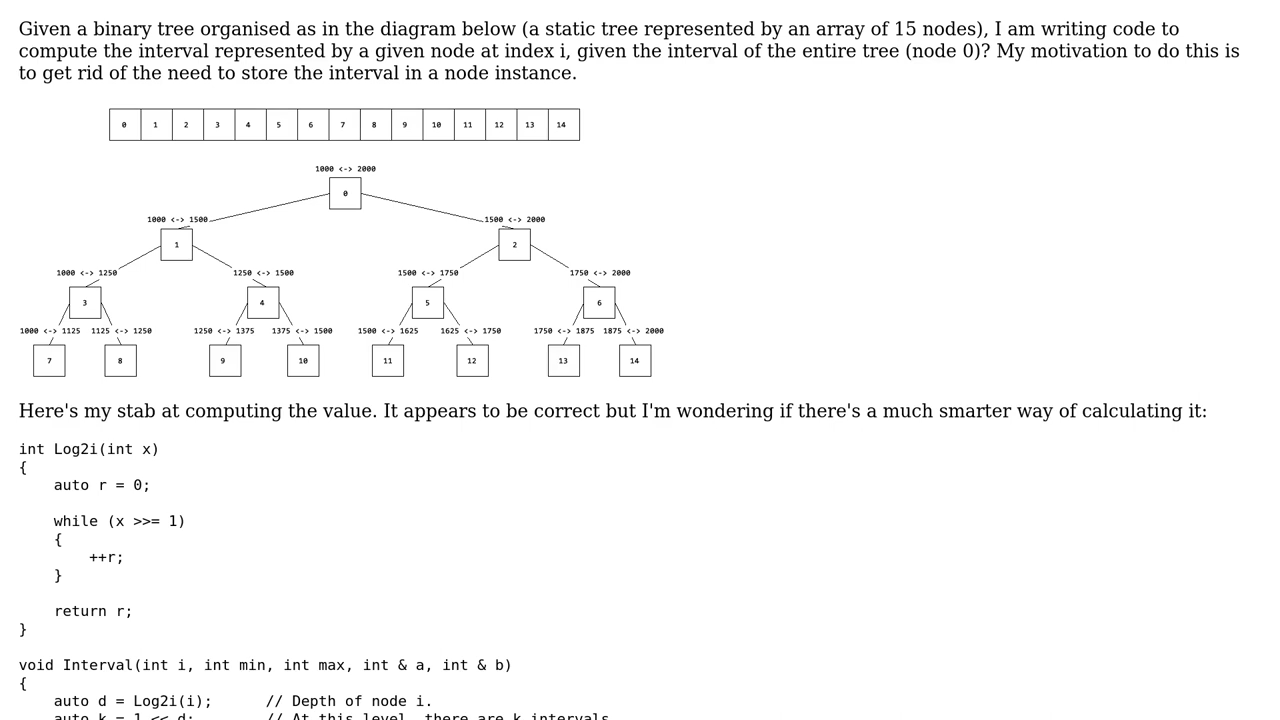 Given a binary tree organised as in the diagram below (a static tree represented by an array of 15 nodes), I am writing code to
compute the interval represented by a given node at index i, given the interval of the entire tree (node 0)? My motivation to do this is
to get rid of the need to store the interval in a node instance.
0 1 2 3 4 5 6 7 8 9 10 11 12 13 14
1000 <-> 2000
0
1000 <-> 1500 1500 <-> 2000
1 2
1000 <-> 1250 1250 <-> 1500 1500 <-> 1750 1750 <-> 2000
3 4 5 6
1000 <-> 1125 1125 <-> 1250 1250 <-> 1375 1375 <-> 1500 1500 <-> 1625 1625 <-> 1750 1750 <-> 1875 1875 <-> 2000
7 8 9 10 11 12 13 14
Here's my stab at computing the value. It appears to be correct but I'm wondering if there's a much smarter way of calculating it:
int Log2i(int x)
{
    auto r = 0;
    while (x >>= 1)
    {
        ++r;
    }
    return r;
}
void Interval(int i, int min, int max, int & a, int & b)
{
    auto d = Log2i(i);      // Depth of node i.
    auto k = 1 << d;        // At this level, there are k intervals